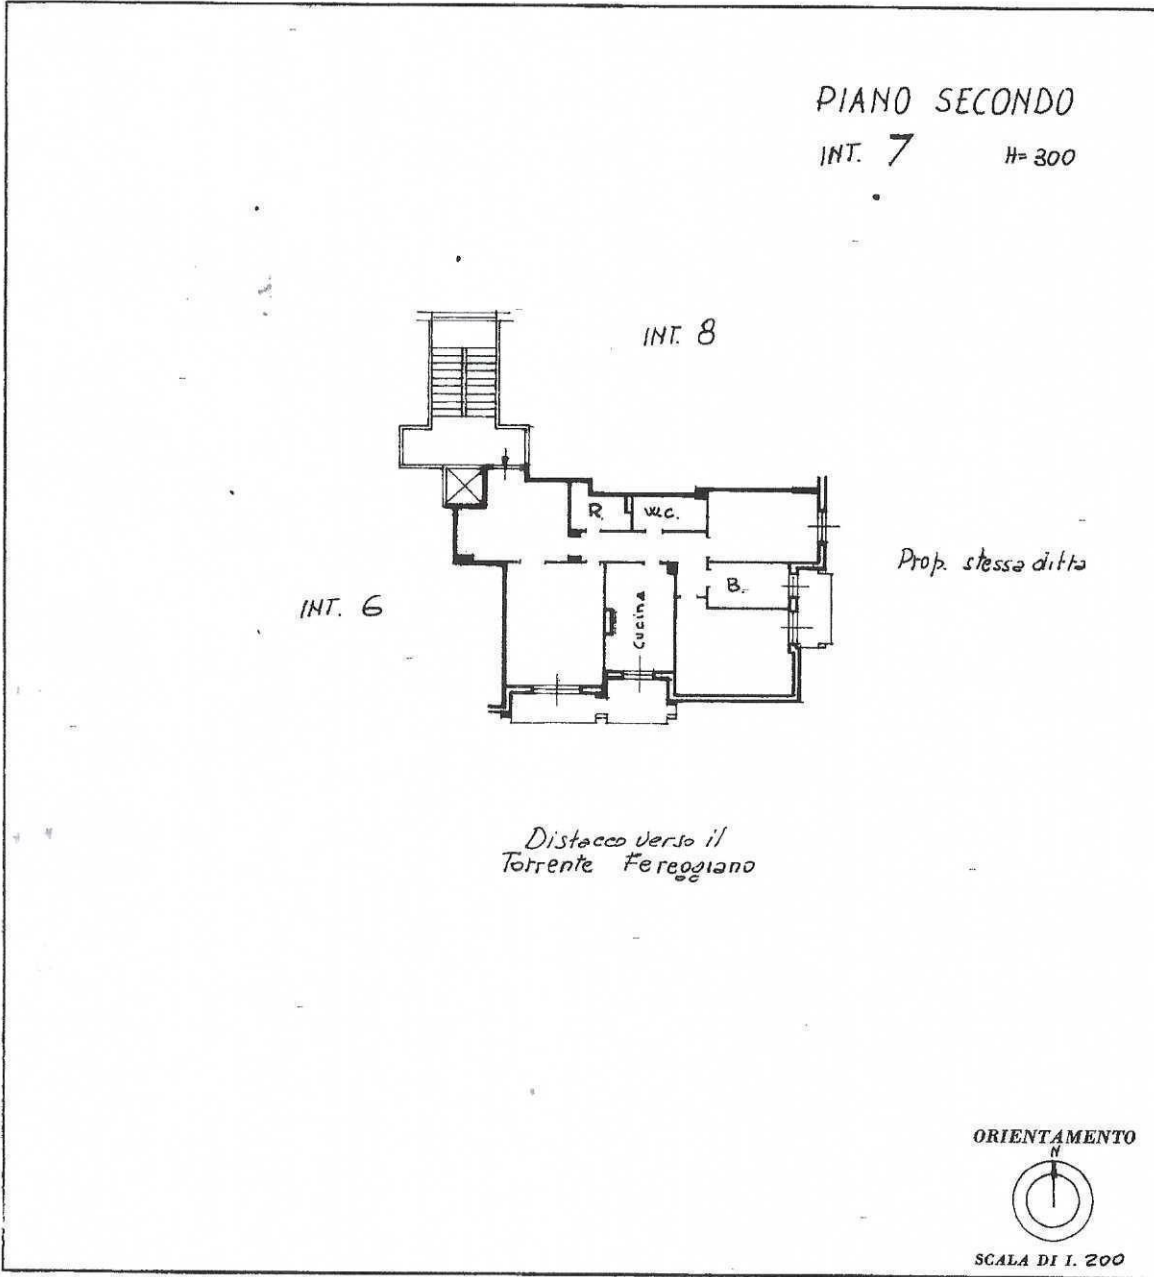 PIANO SECONDO
INT. 7 H=300
INT. 8
R.
W.C.
Prop. stessa ditta
B.
Cucina
INT. 6
Distacco verso il
Torrente Fereggiano
ORIENTAMENTO
N
SCALA DI 1. 200